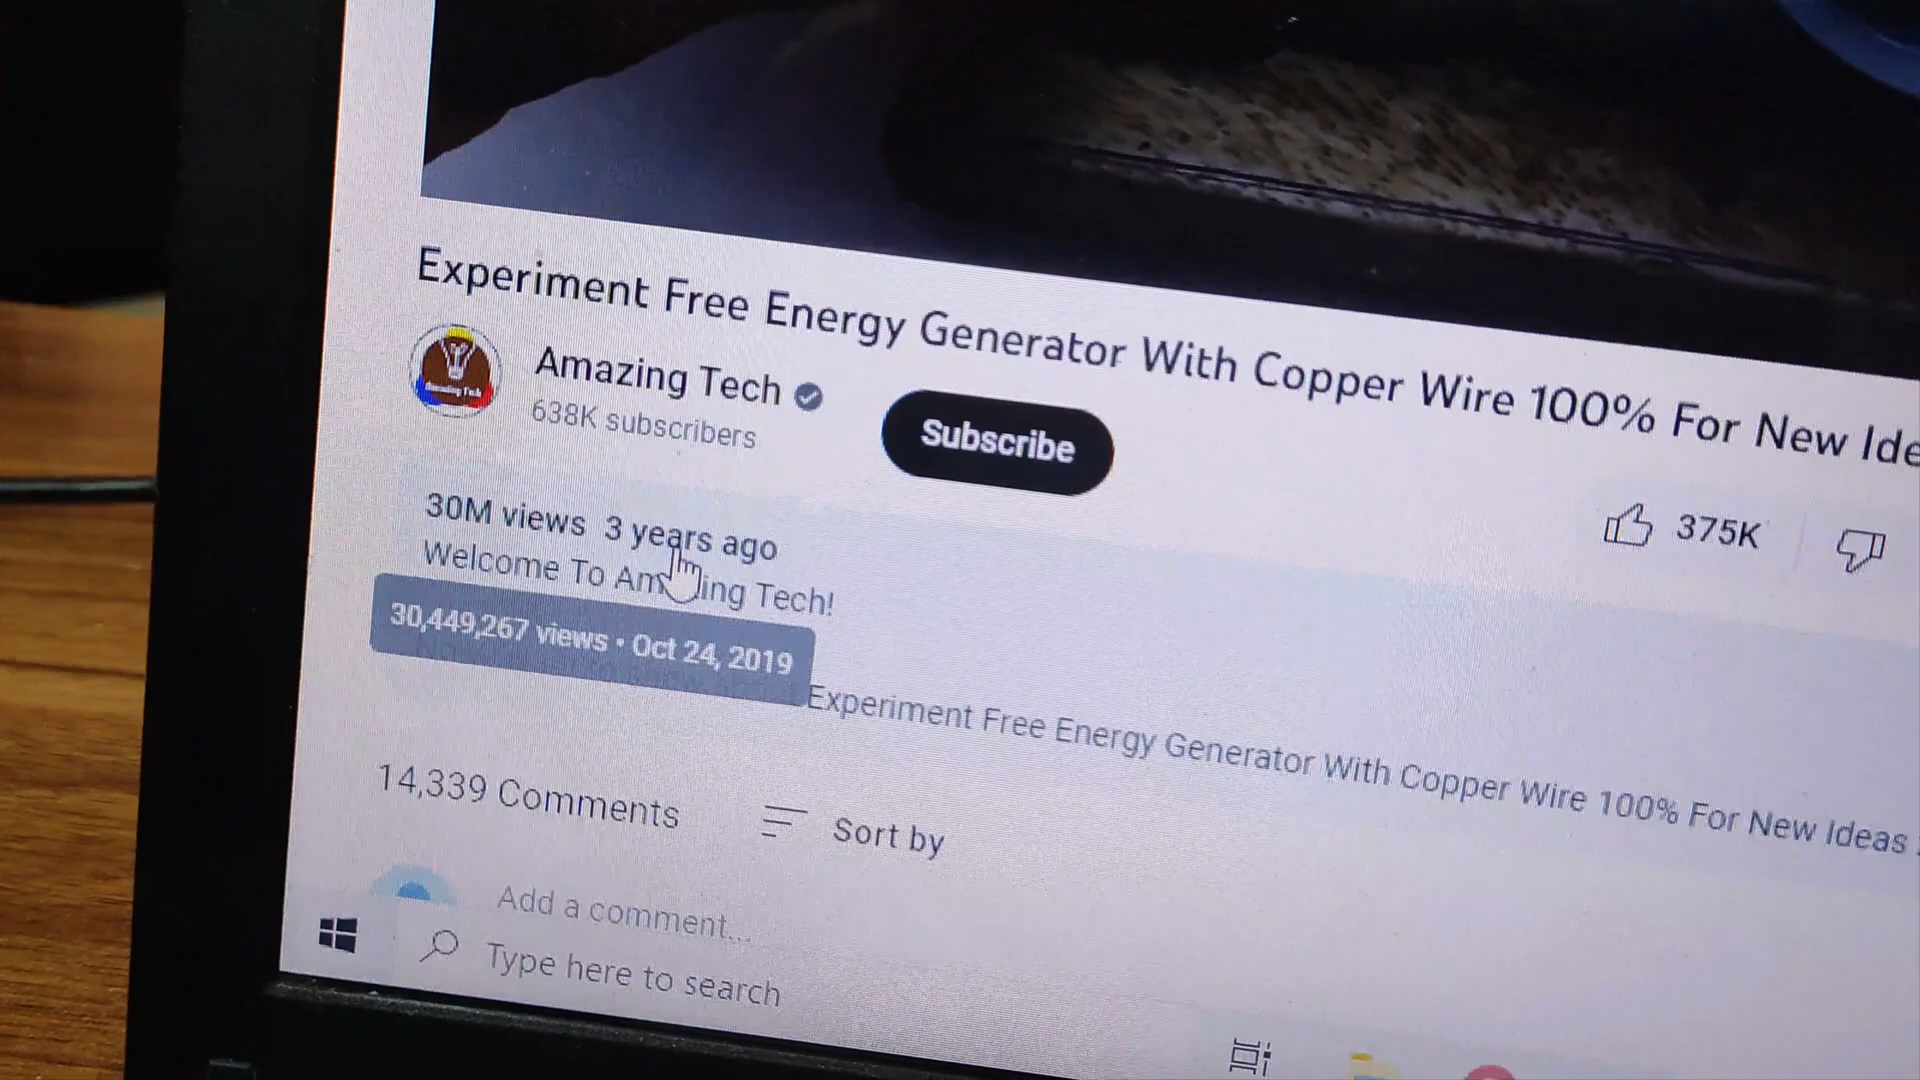 Experiment Free Energy Generator With Copper Wire 100% For New Ide
Amazing Tech
638K subscribers
Subscribe
375K
30M views 3 years ago
Welcome To Am ing Tech!
30,449,267 views • Oct 24, 2019
Experiment Free Energy Generator With Copper Wire 100% For New Ideas
14,339 Comments
Sort by
Add a comment...
Type here to search